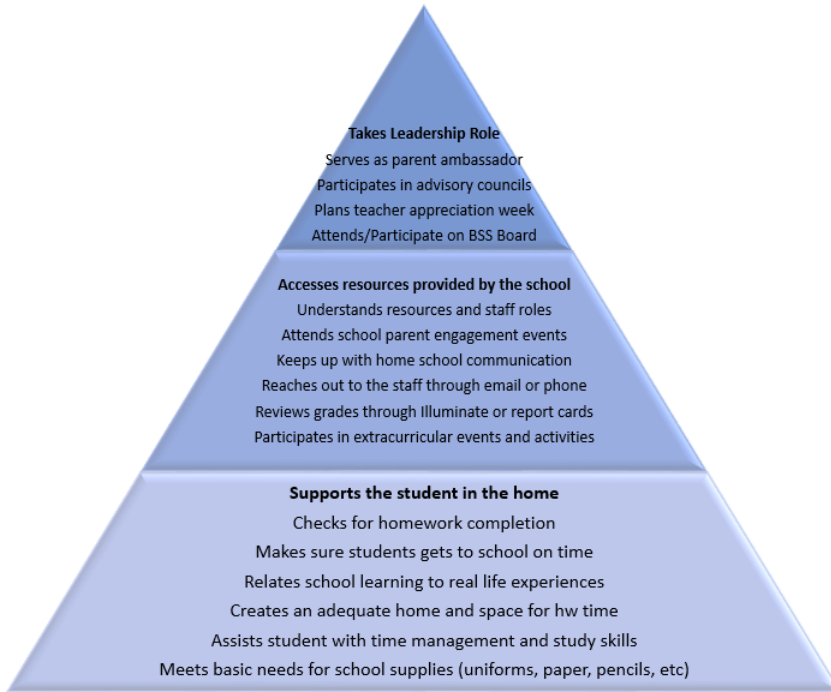 Takes Leadership Role
Serves as parent ambassador
Participates in advisory councils
Plans teacher appreciation week
Attends/Participate on BSS Board
Accesses resources provided by the school
Understands resources and staff roles
Attends school parent engagement events
Keeps up with home school communication
Reaches out to the staff through email or phone
Reviews grades through Illuminate or report cards
Participates in extracurricular events and activities
Supports the student in the home
Checks for homework completion
Makes sure students gets to school on time
Relates school learning to real life experiences
Creates an adequate home and space for hw time
Assists student with time management and study skills
Meets basic needs for school supplies (uniforms, paper, pencils, etc)